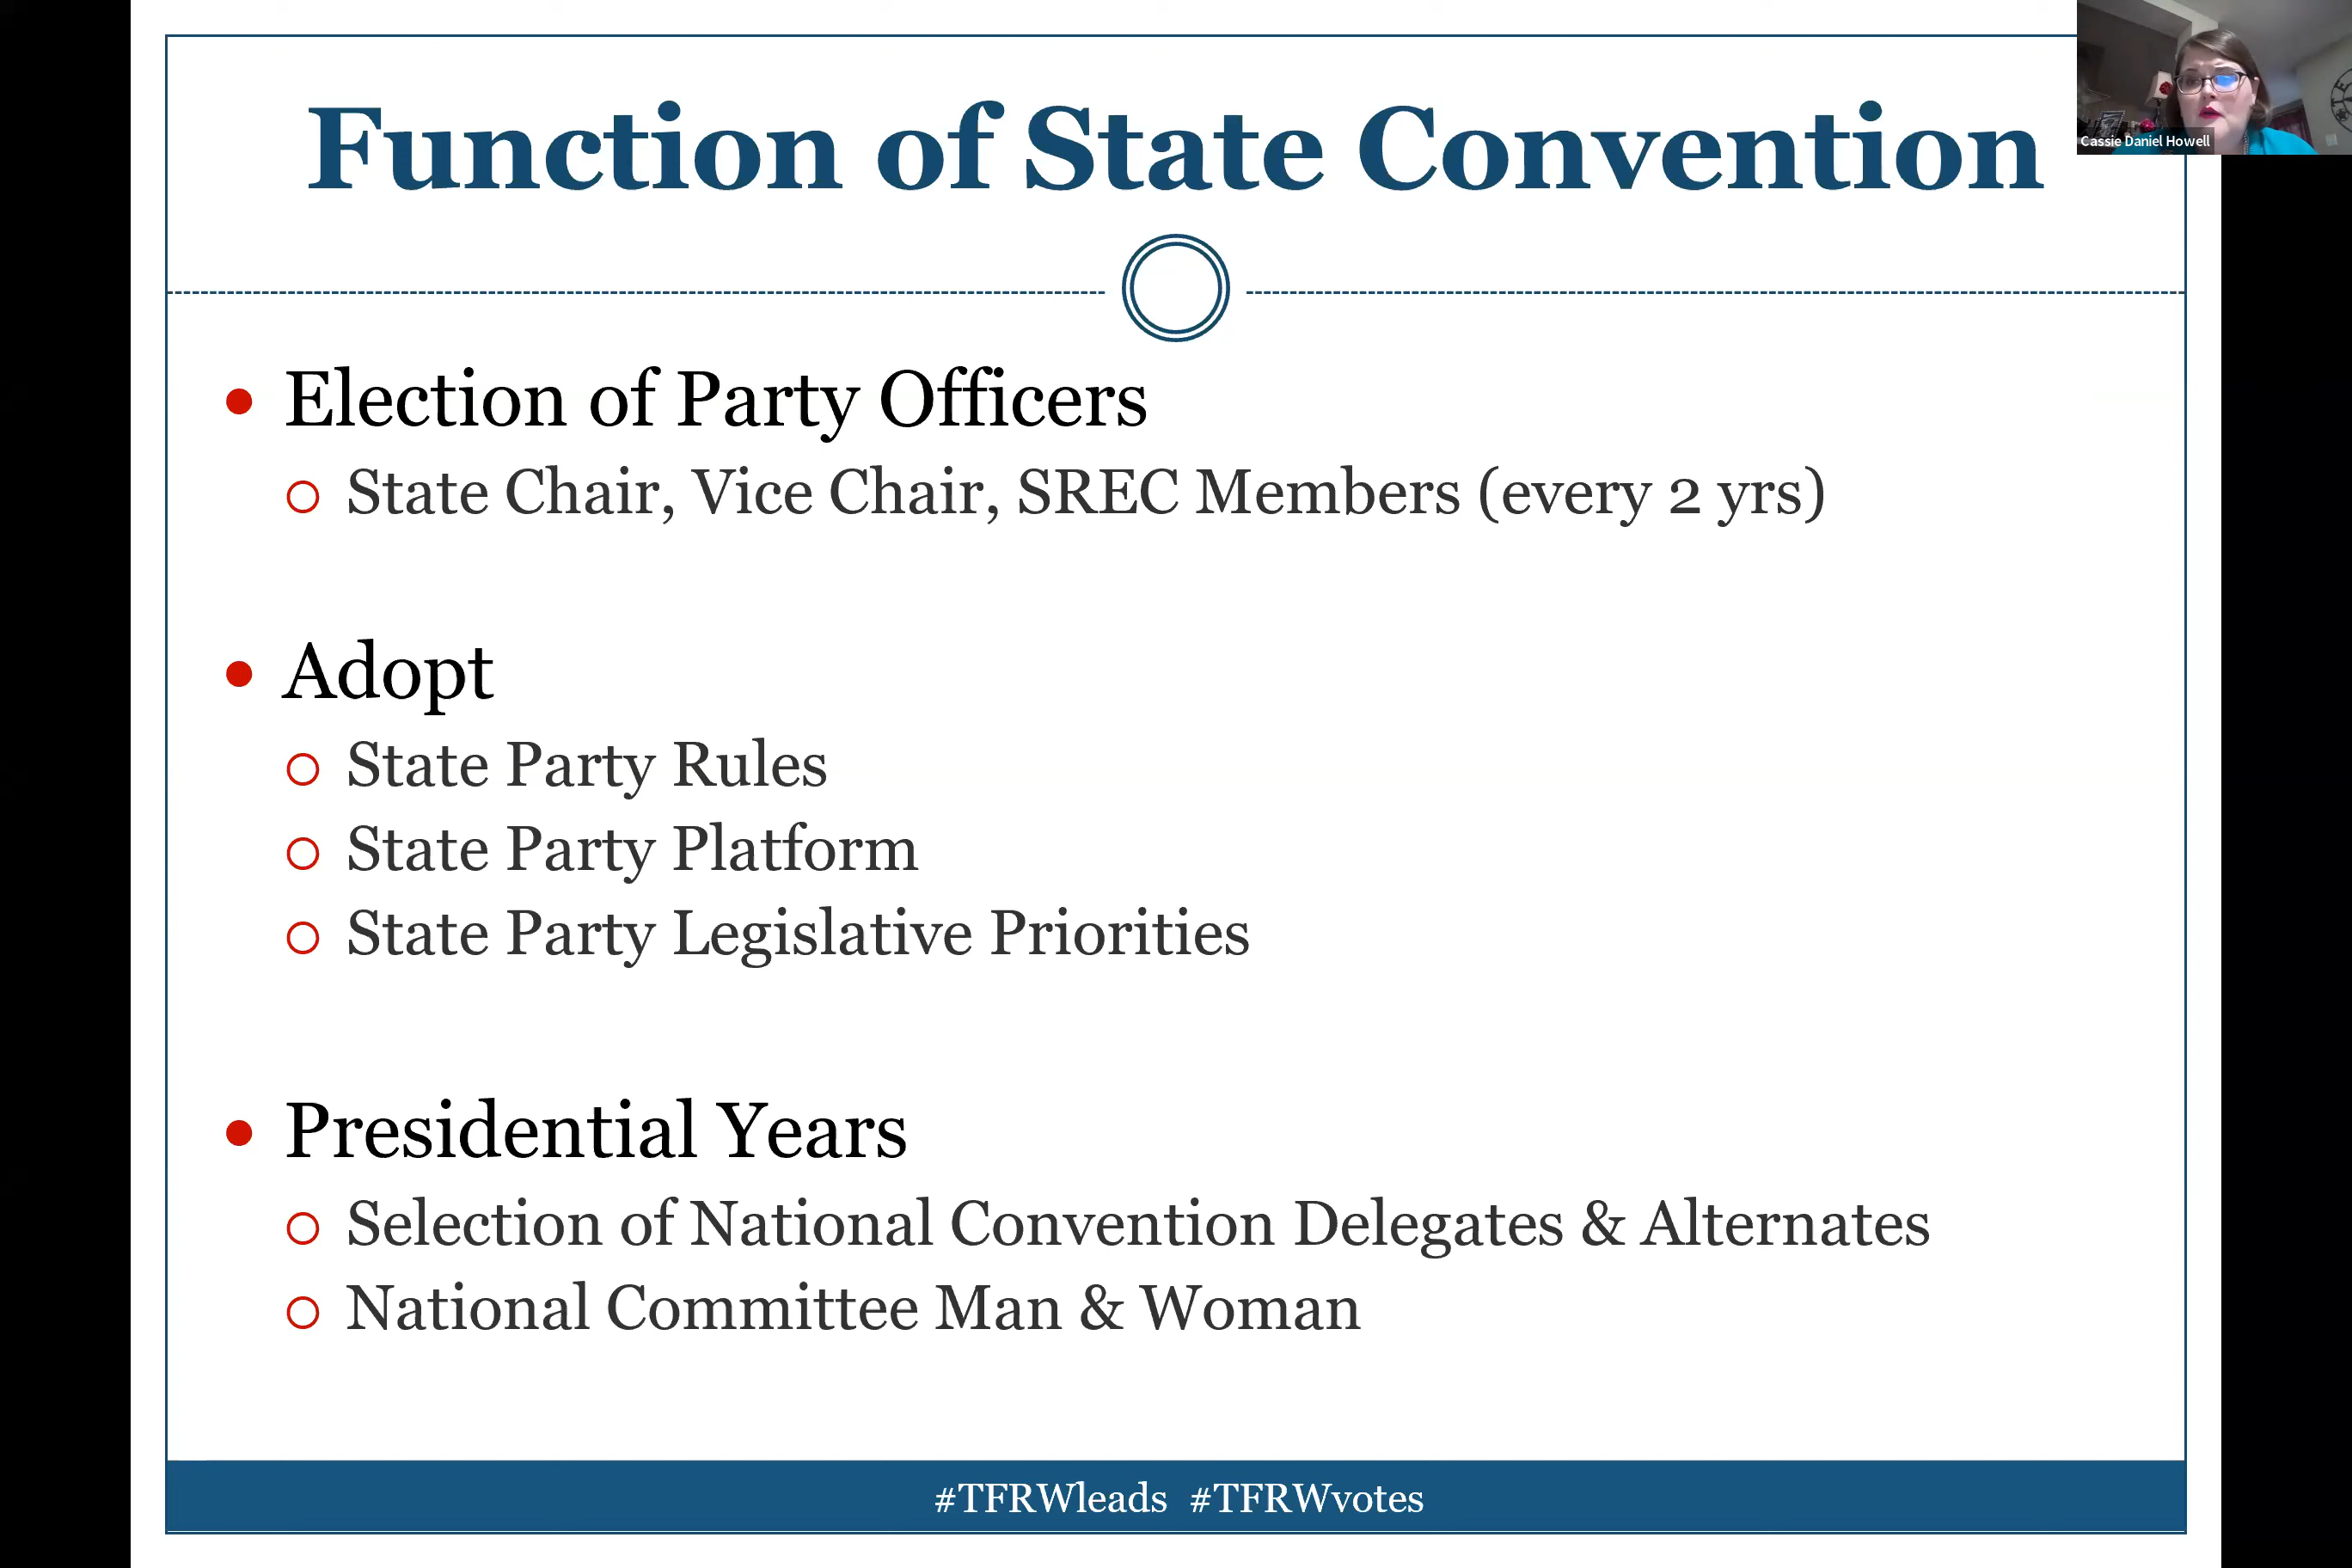 Function of State Convention
Cassie Daniel Howell
Election of Party Officers
State Chair, Vice Chair, SREC Members (every 2 yrs)
Adopt
State Party Rules
State Party Platform
State Party Legislative Priorities
Presidential Years
Selection of National Convention Delegates & Alternates
National Committee Man & Woman
#TFRWleads #TFRWvotes